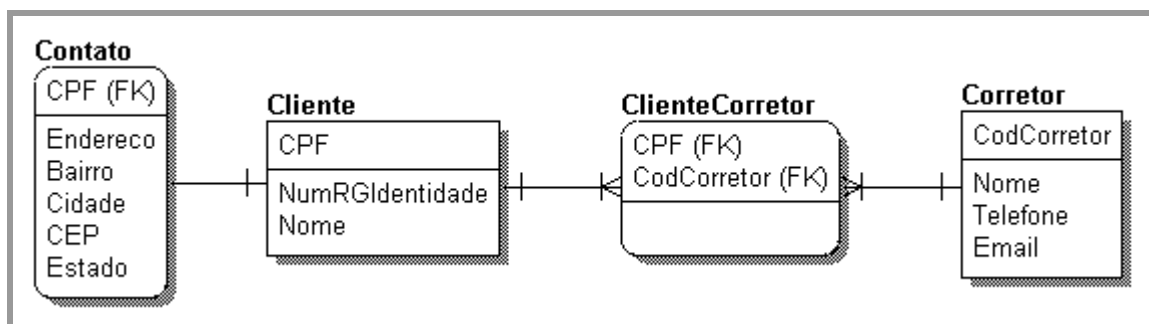 Contato
CPF (FK)
Endereco
Bairro
Cidade
CEP
Estado
Cliente
CPF
NumRGIdentidade
Nome
ClienteCorretor
CPF (FK)
CodCorretor (FK)
Corretor
CodCorretor
Nome
Telefone
Email